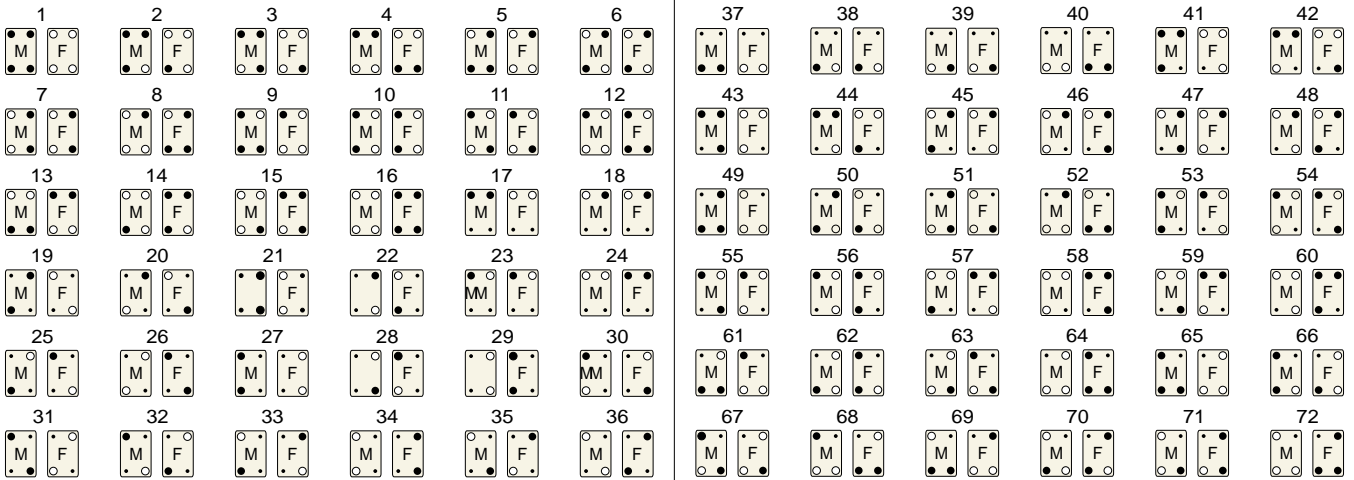 1 2 3 4 5 6
M F M F M F M F M F M F
7 8 9 10 11 12
M F M F M F M F M F M F
13 14 15 16 17 18
M F M F M F M F M F M F
19 20 21 22 23 24
M F M F F F MM F M F
25 26 27 28 29 30
M F M F M F F F MM F
31 32 33 34 35 36
M F M F M F M F M F M F
37 38 39 40 41 42
M F M F M F M F M F M F
43 44 45 46 47 48
M F M F M F M F M F M F
49 50 51 52 53 54
M F M F M F M F M F M F
55 56 57 58 59 60
M F M F M F M F M F M F
61 62 63 64 65 66
M F M F M F M F M F M F
67 68 69 70 71 72
M F M F M F M F M F M F